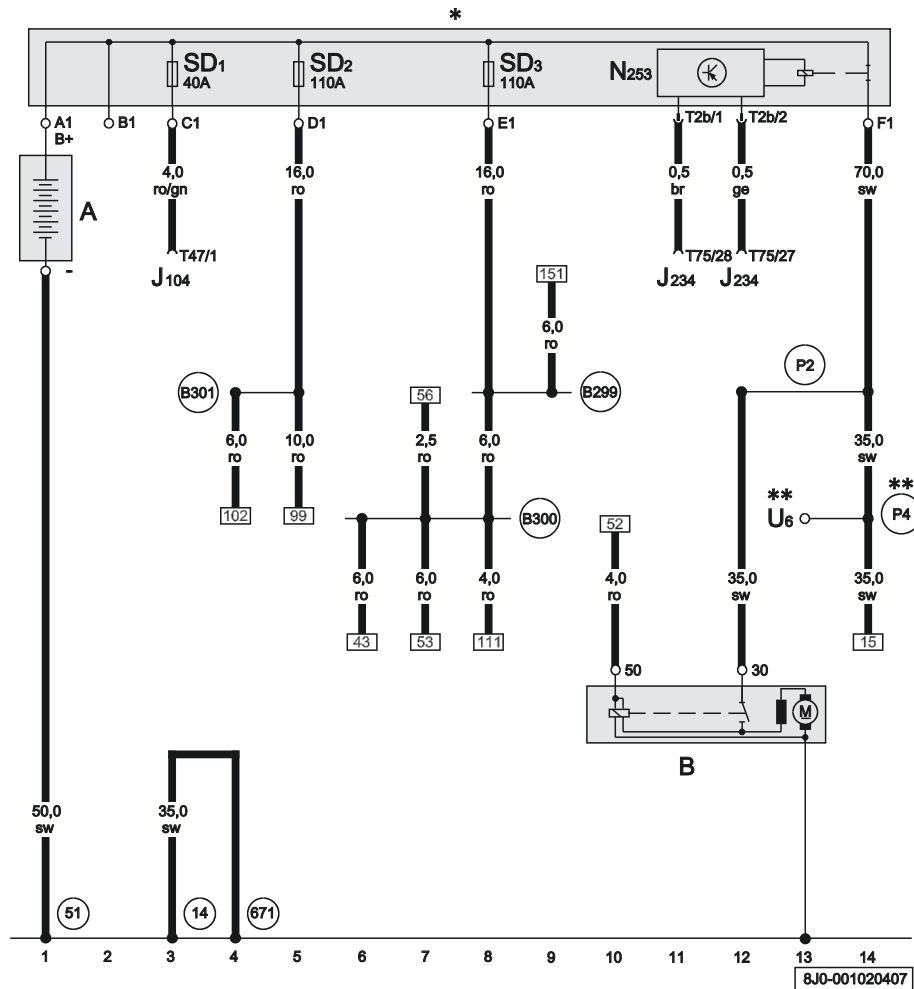 *
SD1 SD2 SD3 N253
40A 110A 110A
A1 B1 C1 D1 E1 T2b/1 T2b/2 F1
B+
4,0 16,0 16,0 0,5 0,5 70,0
ro/gn ro ro br ge sw
A
T47/1 T75/28 T75/27
-
J104 J234 J234
151
6,0
ro
P2
B301 56 B299
6,0 10,0 2,5 6,0 35,0
ro ro ro ro sw
**
**
U6 P4
102 99 B300 52
6,0 6,0 4,0 4,0 35,0 35,0
ro ro ro ro sw sw
43 53 111 15
50 30
M
B
50,0 35,0
sw sw
51 14 671
1 2 3 4 5 6 7 8 9 10 11 12 13 14
8J0-001020407